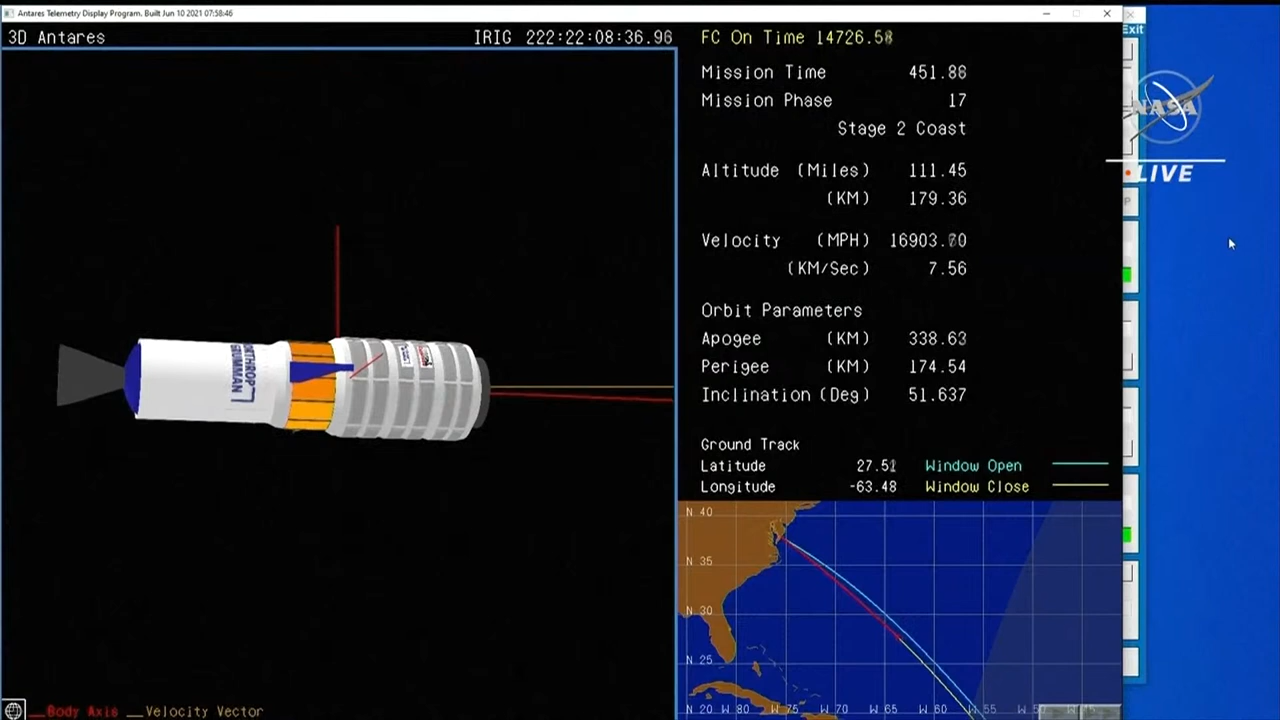 Antares Telemetry Display Program. Built Jun 10 2021 07:58:46
Exit
3D Antares IRIG 222:22:08:36.96
FC On Time 14726.58
Mission Time 451.88
Mission Phase 17
Stage 2 Coast
NASA
LIVE
Altitude (Miles) 111.45
(KM) 179.36
Velocity (MPH) 16903.60
(KM/Sec) 7.56
Orbit Parameters
Apogee (KM) 338.63
Perigee (KM) 174.54
Inclination (Deg) 51.637
Ground Track
Latitude 27.51 Window Open
Longitude -63.48 Window Close
NORTHROP
GRUMMAN
N 40
N 35
N 30
N 25
N 20 W 80 W 75 W 70 W 65 W 60 W 55
Body Axis Velocity Vector